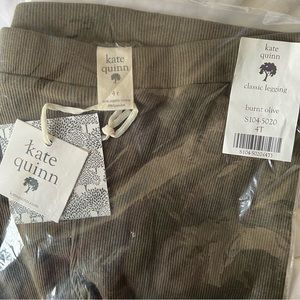 kate
quinn
4T
kate
quinn
kate
quinn
classic legging
burnt olive
S104-5020
4T